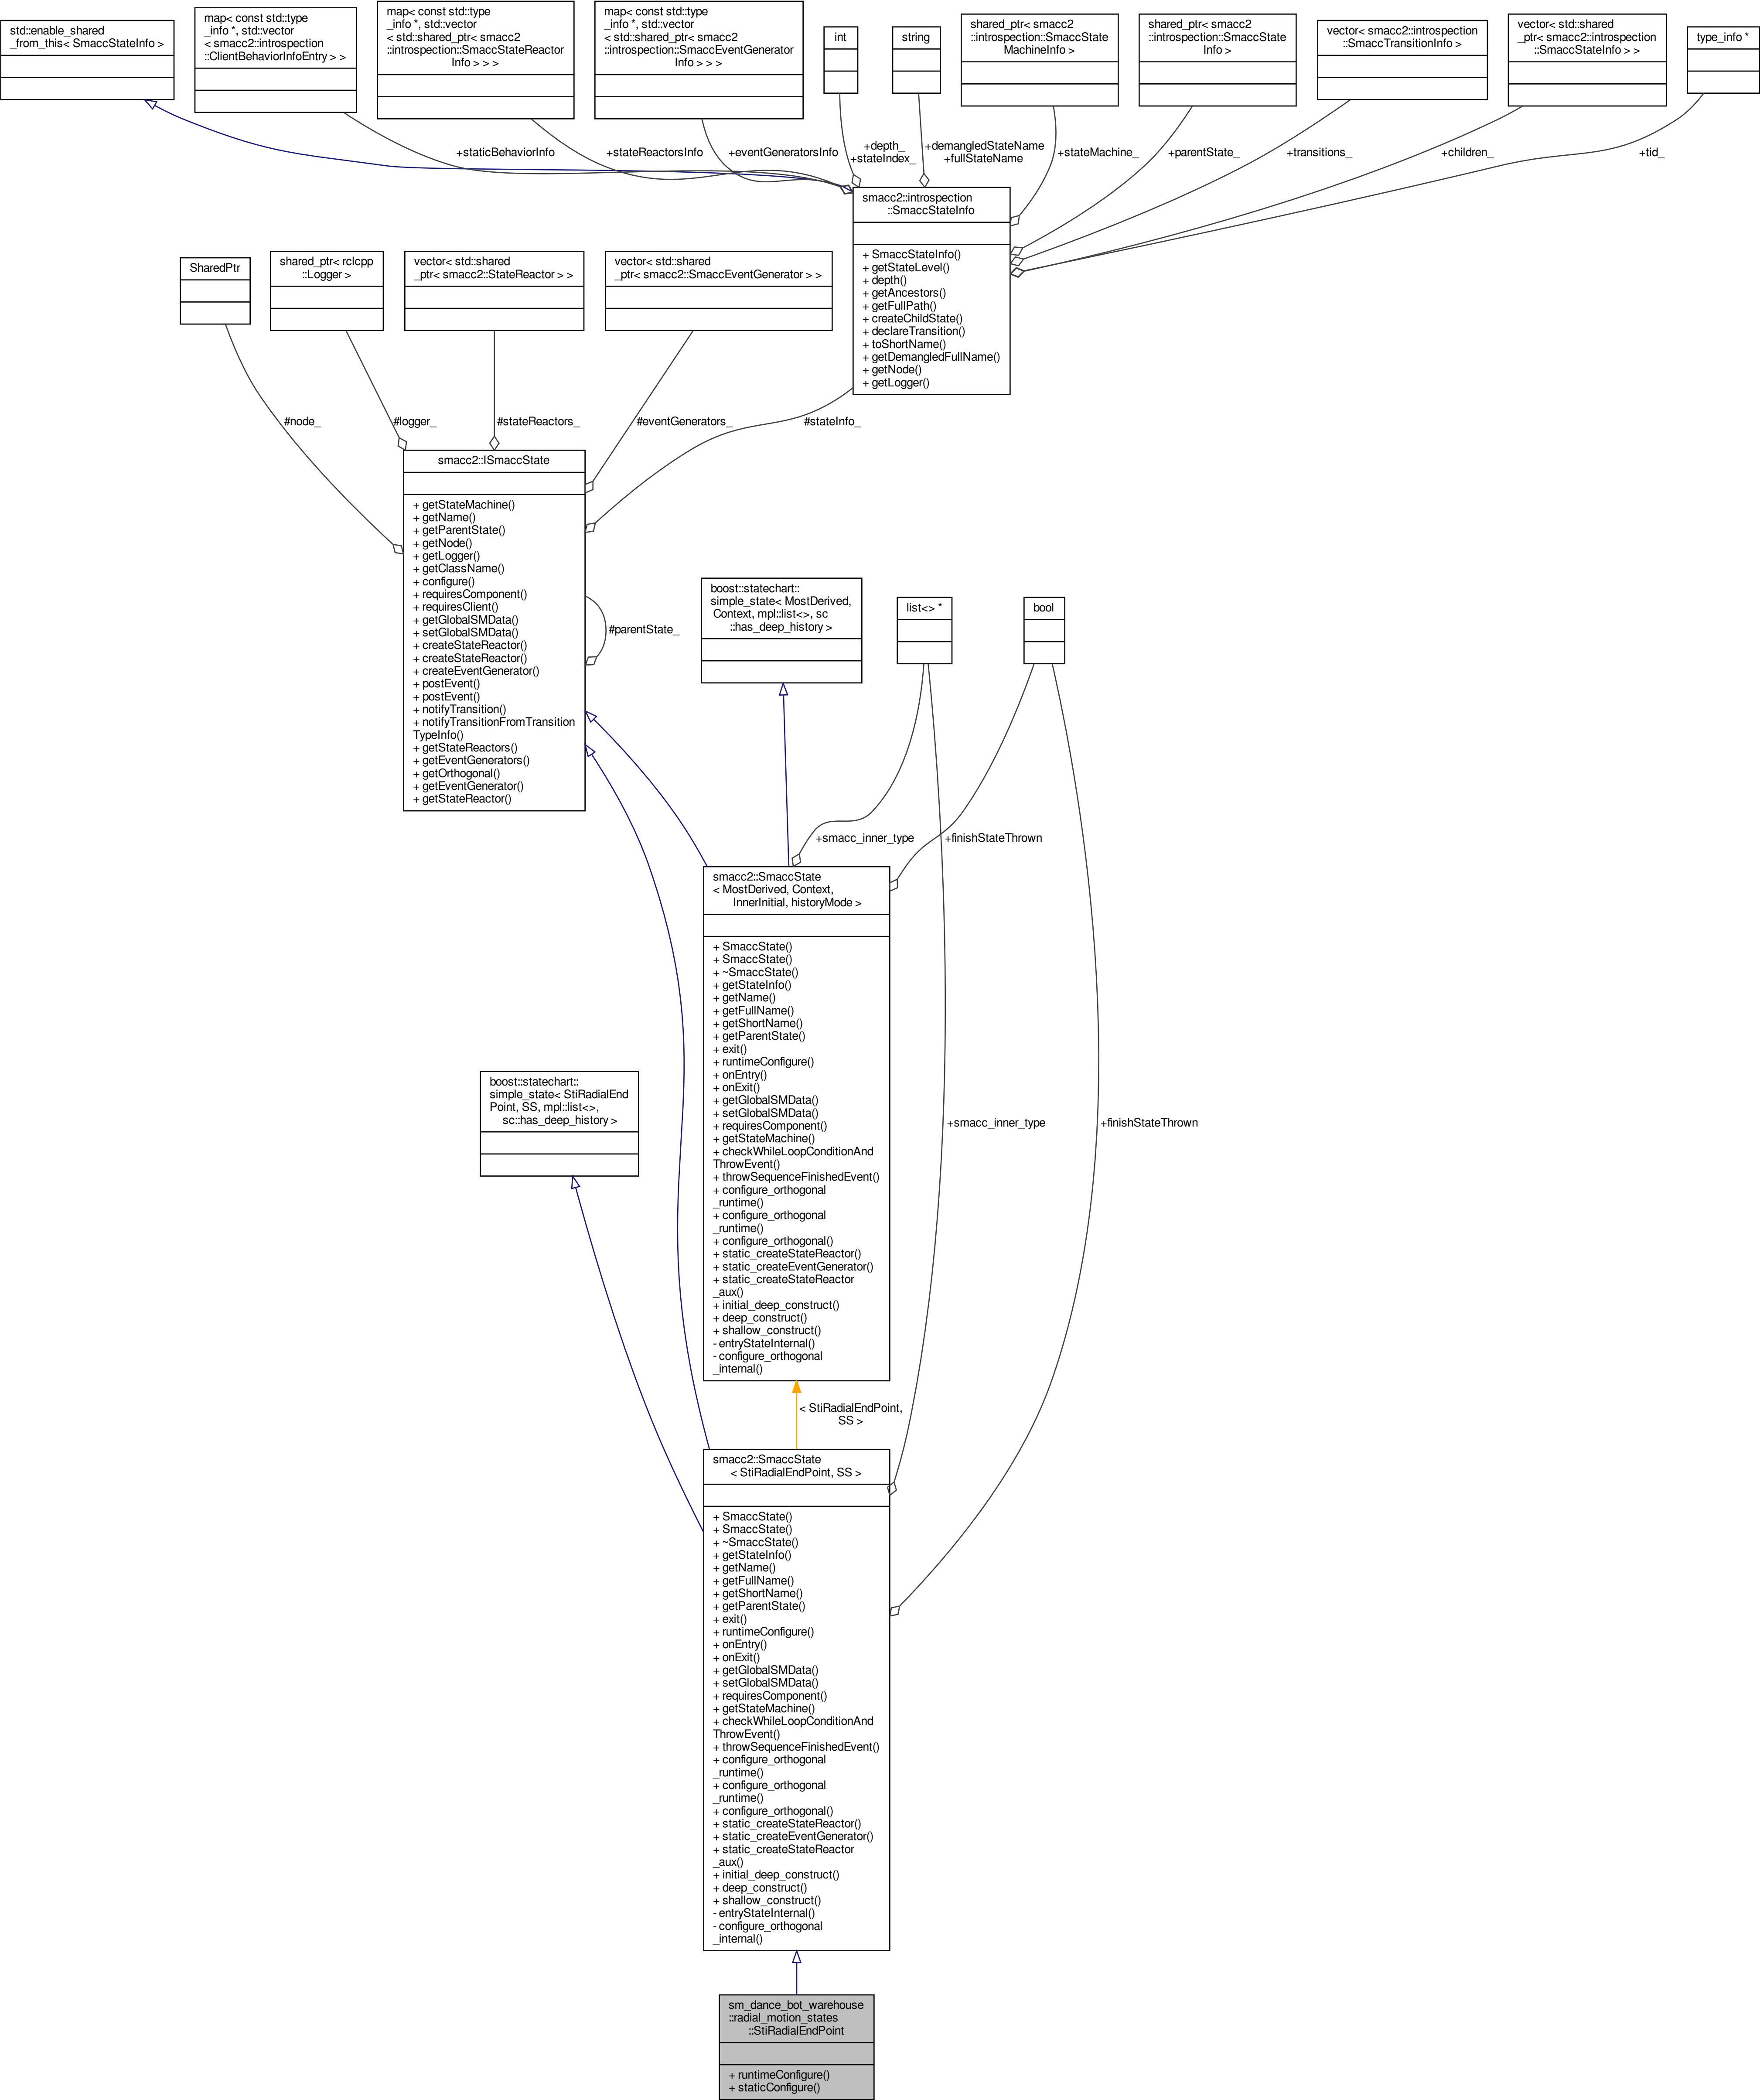 std::enable_shared
_from_this< SmaccStateInfo >
map< const std::type
_info *, std::vector
< smacc2::introspection
::ClientBehaviorInfoEntry > >
map< const std::type
_info *, std::vector
< std::shared_ptr< smacc2
::introspection::SmaccStateReactor
Info > > >
map< const std::type
_info *, std::vector
< std::shared_ptr< smacc2
::introspection::SmaccEventGenerator
Info > > >
int
string
shared_ptr< smacc2
::introspection::SmaccState
MachineInfo >
shared_ptr< smacc2
::introspection::SmaccState
Info >
vector< smacc2::introspection
::SmaccTransitionInfo >
vector< std::shared
_ptr< smacc2::introspection
::SmaccStateInfo > >
type_info *
+staticBehaviorInfo
+stateReactorsInfo
+eventGeneratorsInfo
+depth_
+stateIndex_
+demangledStateName
+fullStateName
+stateMachine_
+parentState_
+transitions_
+children_
+tid_
smacc2::introspection
::SmaccStateInfo
+ SmaccStateInfo()
+ getStateLevel()
+ depth()
+ getAncestors()
+ getFullPath()
+ createChildState()
+ declareTransition()
+ toShortName()
+ getDemangledFullName()
+ getNode()
+ getLogger()
SharedPtr
shared_ptr< rclcpp
::Logger >
vector< std::shared
_ptr< smacc2::StateReactor > >
vector< std::shared
_ptr< smacc2::SmaccEventGenerator > >
#node_
#logger_
#stateReactors_
#eventGenerators_
#stateInfo_
smacc2::ISmaccState
+ getStateMachine()
+ getName()
+ getParentState()
+ getNode()
+ getLogger()
+ getClassName()
+ configure()
+ requiresComponent()
+ requiresClient()
+ getGlobalSMData()
+ setGlobalSMData()
+ createStateReactor()
+ createStateReactor()
+ createEventGenerator()
+ postEvent()
+ postEvent()
+ notifyTransition()
+ notifyTransitionFromTransition
TypeInfo()
+ getStateReactors()
+ getEventGenerators()
+ getOrthogonal()
+ getEventGenerator()
+ getStateReactor()
#parentState_
boost::statechart::
simple_state< MostDerived,
Context, mpl::list<>, sc
::has_deep_history >
list<> *
bool
+smacc_inner_type
+finishStateThrown
smacc2::SmaccState
< MostDerived, Context,
InnerInitial, historyMode >
+ SmaccState()
+ SmaccState()
+ ~SmaccState()
+ getStateInfo()
+ getName()
+ getFullName()
+ getShortName()
+ getParentState()
+ exit()
+ runtimeConfigure()
+ onEntry()
+ onExit()
+ getGlobalSMData()
+ setGlobalSMData()
+ requiresComponent()
+ getStateMachine()
+ checkWhileLoopConditionAnd
ThrowEvent()
+ throwSequenceFinishedEvent()
+ configure_orthogonal
_runtime()
+ configure_orthogonal
_runtime()
+ configure_orthogonal()
+ static_createStateReactor()
+ static_createEventGenerator()
+ static_createStateReactor
_aux()
+ initial_deep_construct()
+ deep_construct()
+ shallow_construct()
- entryStateInternal()
- configure_orthogonal
_internal()
boost::statechart::
simple_state< StiRadialEnd
Point, SS, mpl::list<>,
sc::has_deep_history >
+smacc_inner_type
+finishStateThrown
< StiRadialEndPoint,
SS >
smacc2::SmaccState
< StiRadialEndPoint, SS >
+ SmaccState()
+ SmaccState()
+ ~SmaccState()
+ getStateInfo()
+ getName()
+ getFullName()
+ getShortName()
+ getParentState()
+ exit()
+ runtimeConfigure()
+ onEntry()
+ onExit()
+ getGlobalSMData()
+ setGlobalSMData()
+ requiresComponent()
+ getStateMachine()
+ checkWhileLoopConditionAnd
ThrowEvent()
+ throwSequenceFinishedEvent()
+ configure_orthogonal
_runtime()
+ configure_orthogonal
_runtime()
+ configure_orthogonal()
+ static_createStateReactor()
+ static_createEventGenerator()
+ static_createStateReactor
_aux()
+ initial_deep_construct()
+ deep_construct()
+ shallow_construct()
- entryStateInternal()
- configure_orthogonal
_internal()
sm_dance_bot_warehouse
::radial_motion_states
::StiRadialEndPoint
+ runtimeConfigure()
+ staticConfigure()